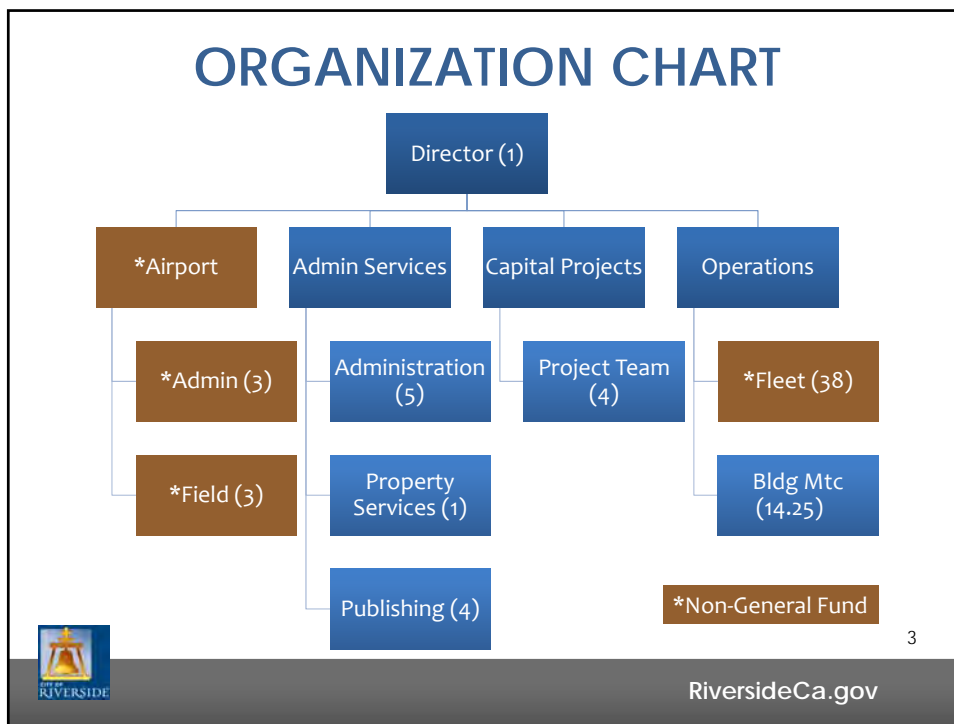 ORGANIZATION CHART
Director (1)
*Airport
Admin Services
Capital Projects
Operations
*Admin (3)
Administration
(5)
Project Team
(4)
*Fleet (38)
*Field (3)
Property
Services (1)
Bldg Mtc
(14.25)
Publishing (4)
*Non-General Fund
3
CITY OF
RIVERSIDE
RiversideCa.gov